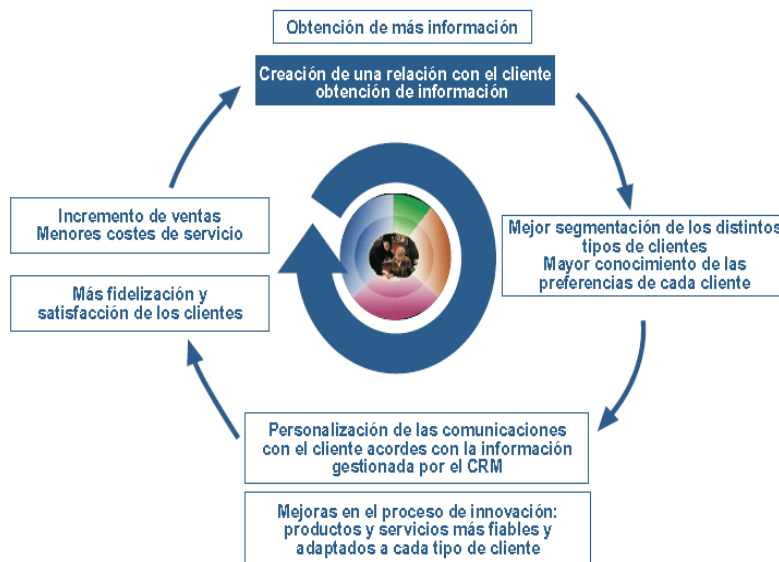 Obtención de más información
Creación de una relación con el cliente
obtención de información
Mejor segmentación de los distintos
tipos de clientes
Mayor conocimiento de las
preferencias de cada cliente
Personalización de las comunicaciones
con el cliente acordes con la información
gestionada por el CRM
Mejoras en el proceso de innovación:
productos y servicios más fiables y
adaptados a cada tipo de cliente
Más fidelización y
satisfacción de los clientes
Incremento de ventas
Menores costes de servicio